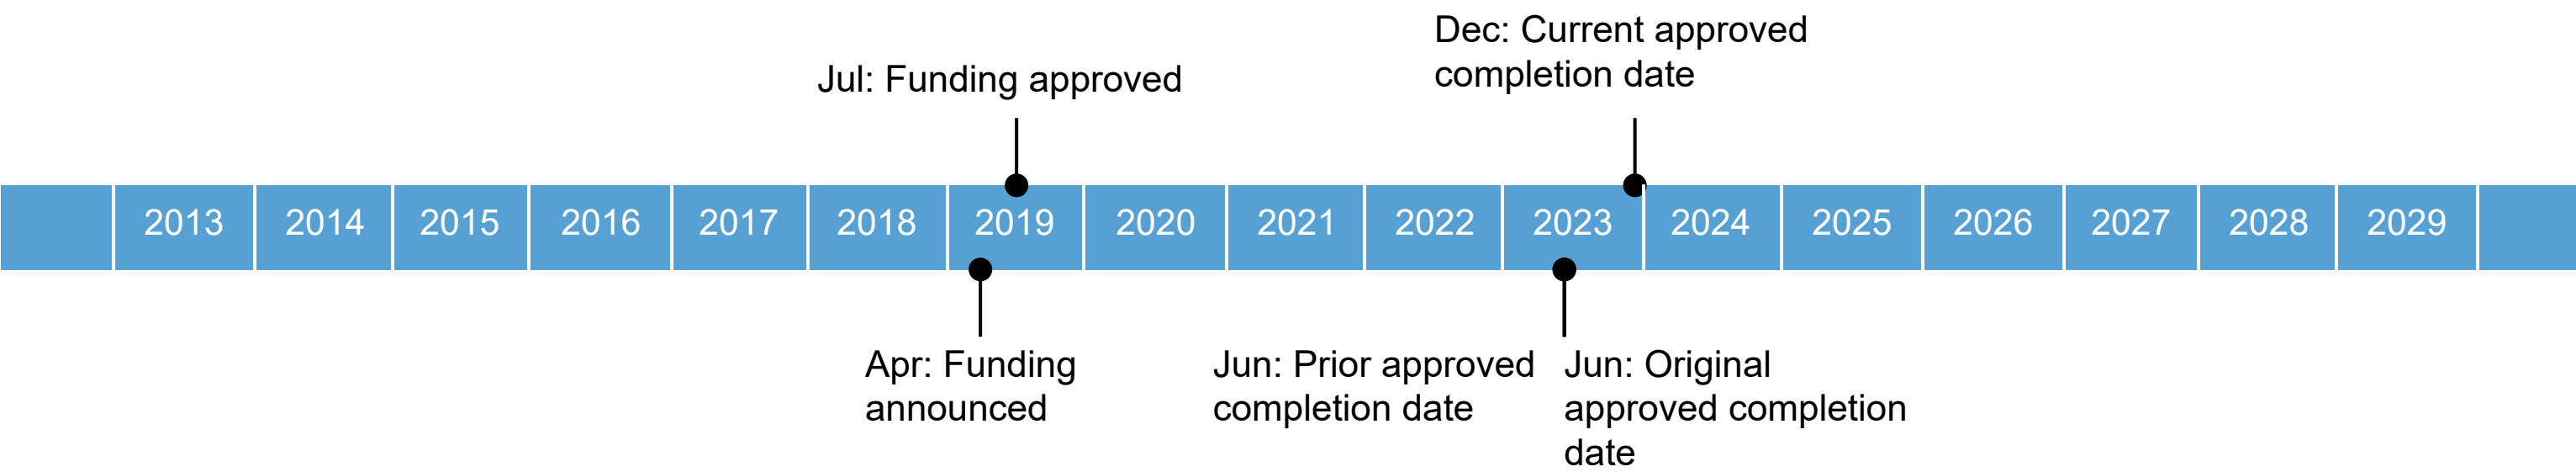 Dec: Current approved
completion date
Jul: Funding approved
2013 2014 2015 2016 2017 2018 2019 2020 2021 2022 2023 2024 2025 2026 2027 2028 2029
Apr: Funding
announced
Jun: Prior approved
completion date
Jun: Original
approved completion
date